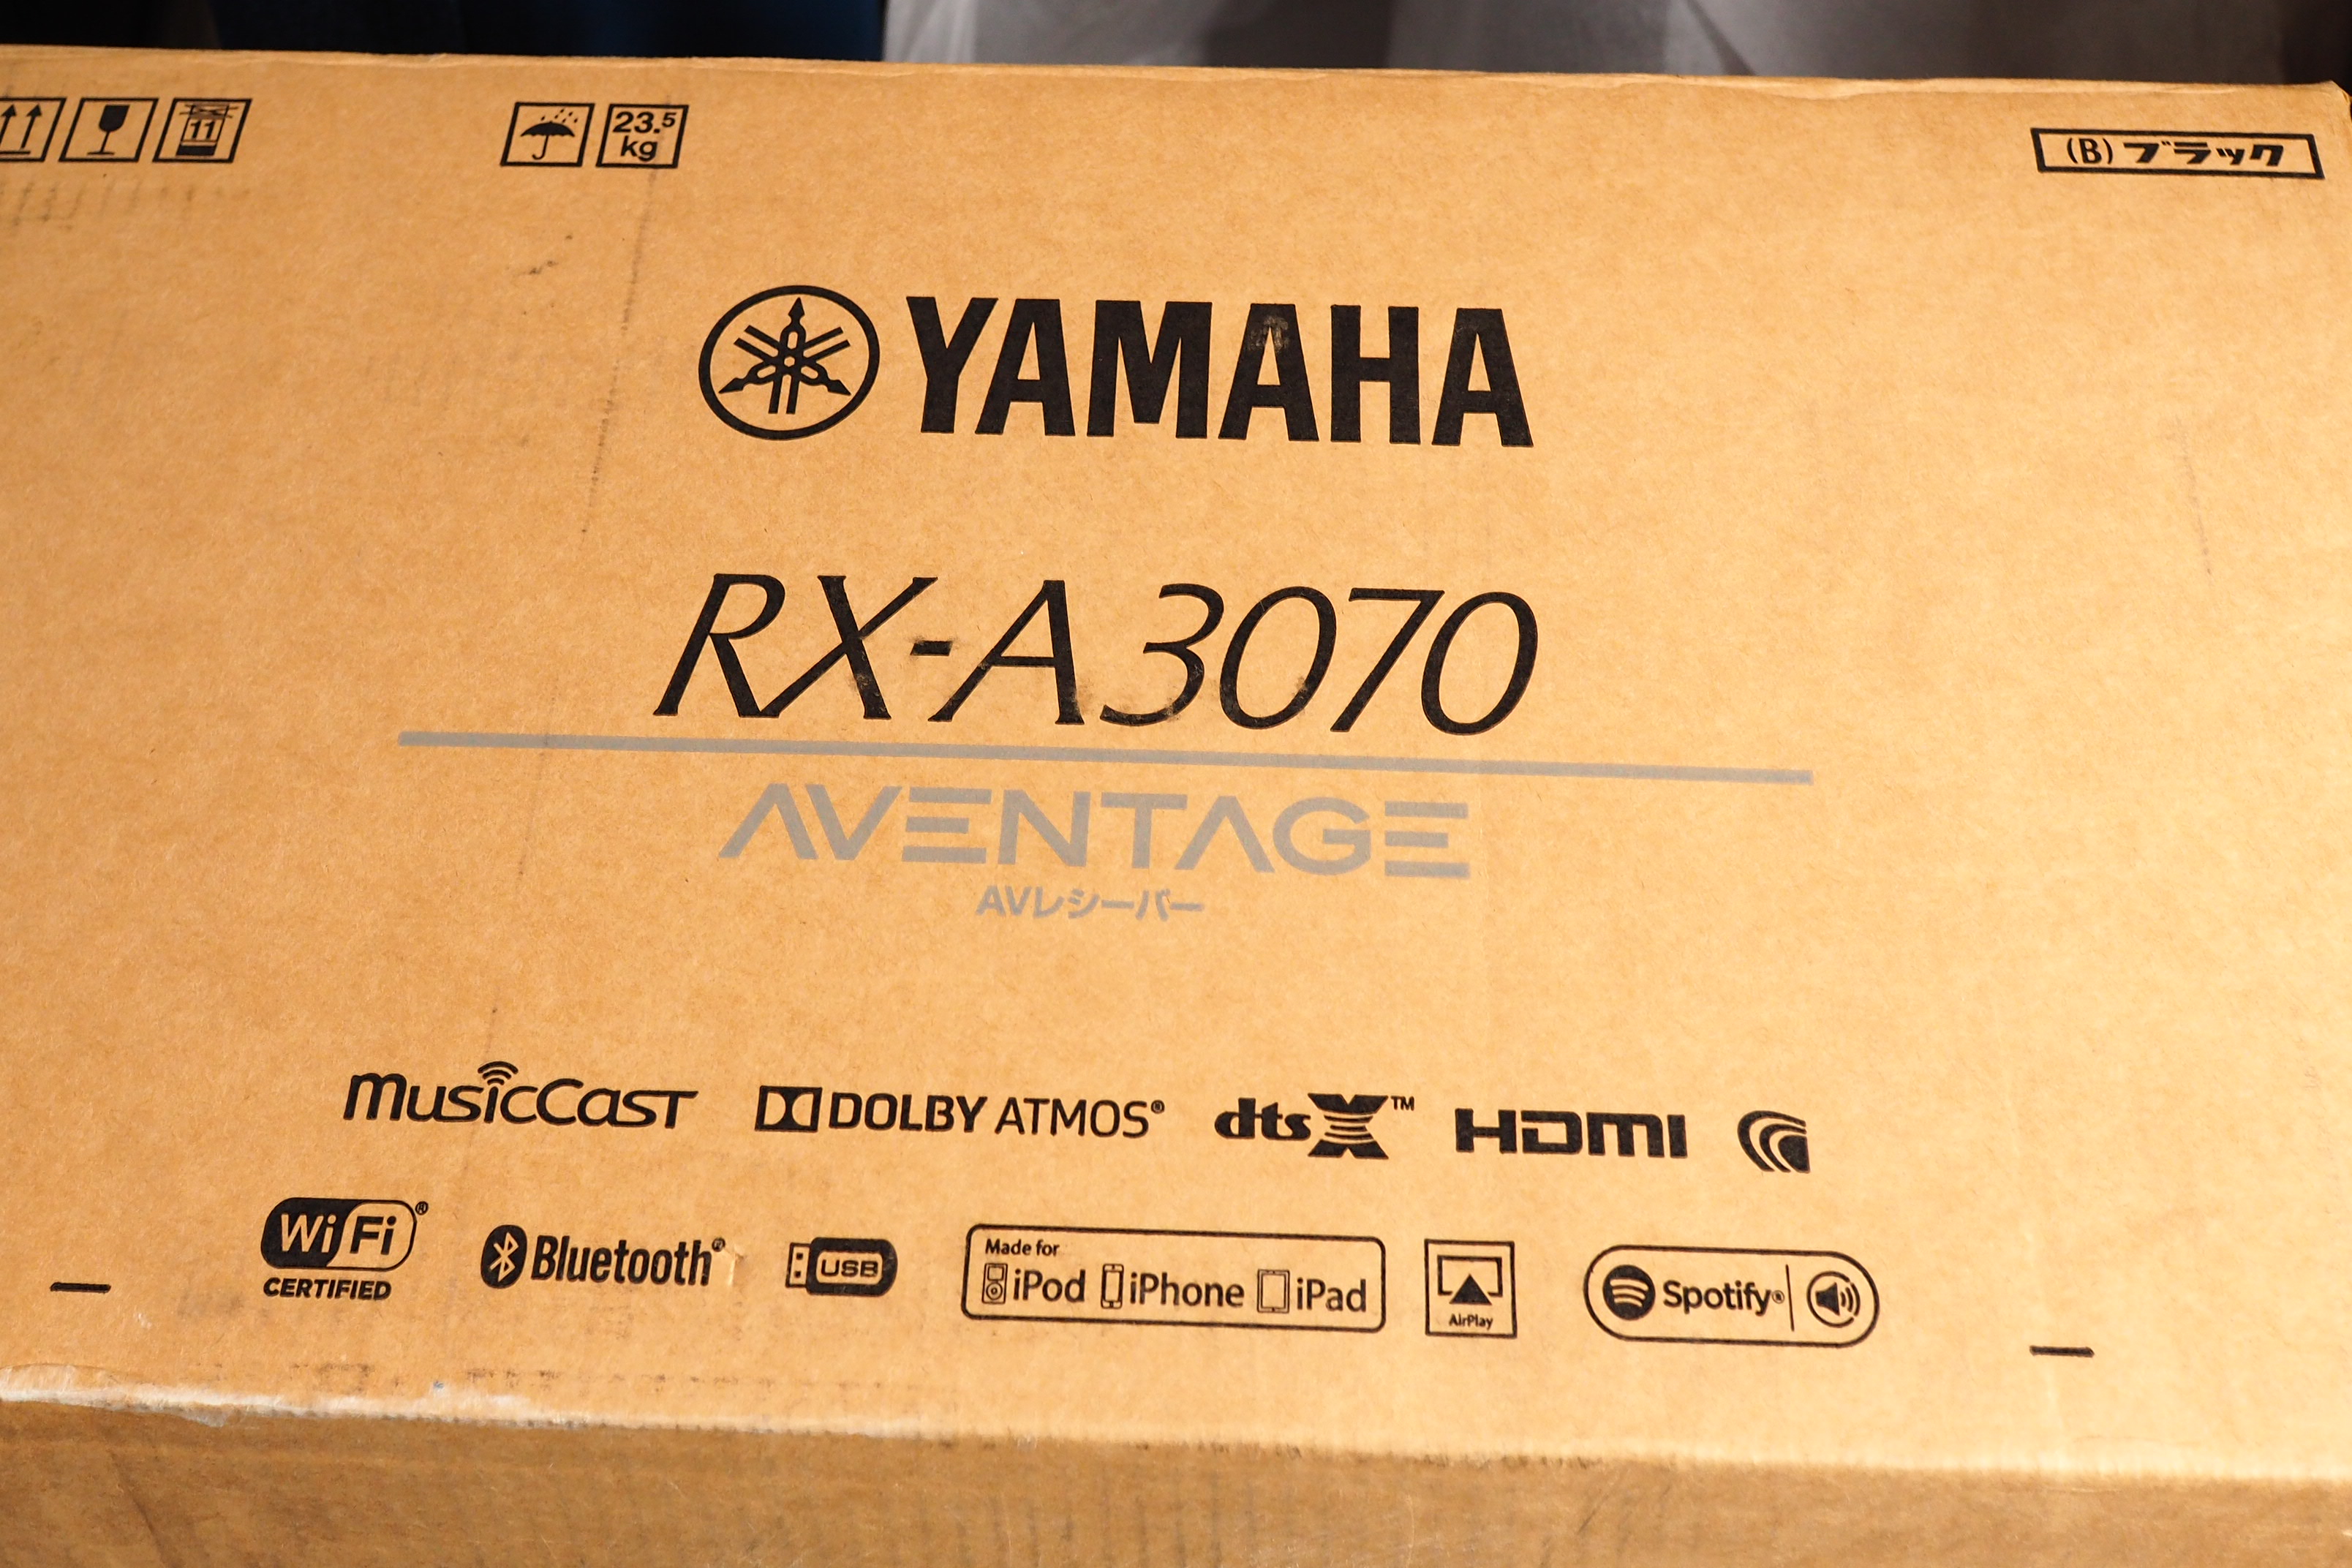 11
23.5
kg
(B) ブラック
YAMAHA
RX-A3070
AVENTAGE
AVレシーバー
MusicCast DOLBY ATMOS® dts X™ HDMI
Wi Fi® CERTIFIED
Bluetooth®
USB
Made for
iPod iPhone iPad
AirPlay
Spotify®